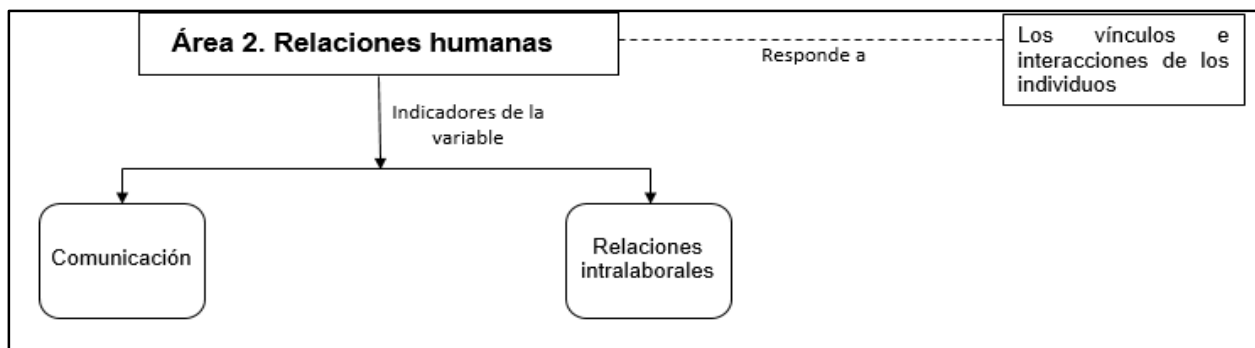 Área 2. Relaciones humanas
Responde a
Los vínculos e
interacciones de los
individuos
Indicadores de la
variable
Comunicación
Relaciones
intralaborales